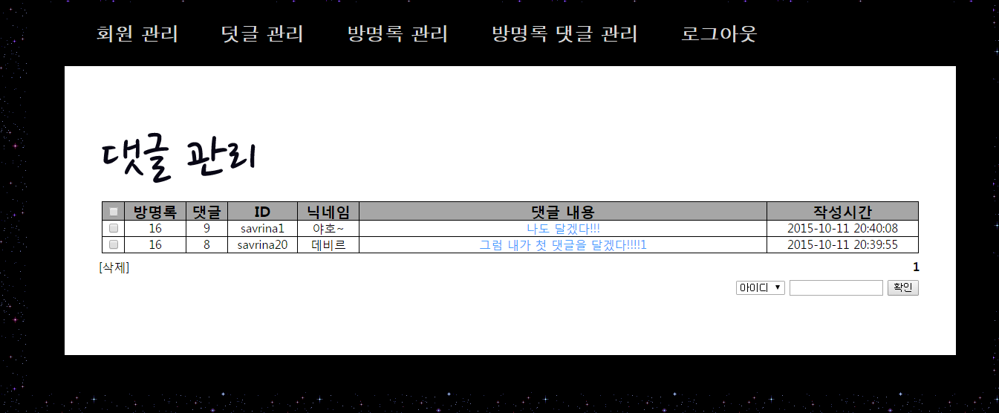 회원 관리 덧글 관리 방명록 관리 방명록 댓글 관리 로그아웃
댓글 관리
방명록 댓글 ID 닉네임 댓글 내용 작성시간
16 9 savrina1 야호~ 나도 달겠다!!! 2015-10-11 20:40:08
16 8 savrina20 데비르 그럼 내가 첫 댓글을 달겠다!!!!1 2015-10-11 20:39:55
[삭제] 1
아이디 확인